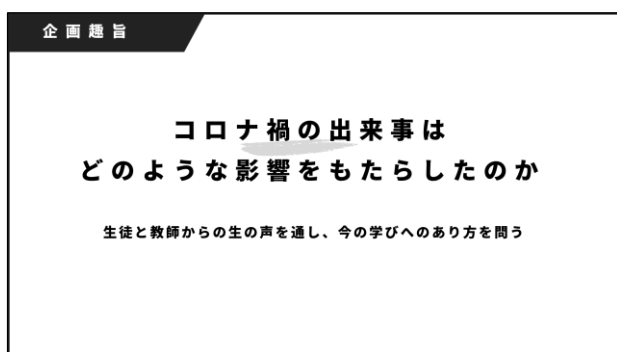 企画趣旨
コロナ禍の出来事は
どのような影響をもたらしたのか
生徒と教師からの生の声を通し、今の学びへのあり方を問う